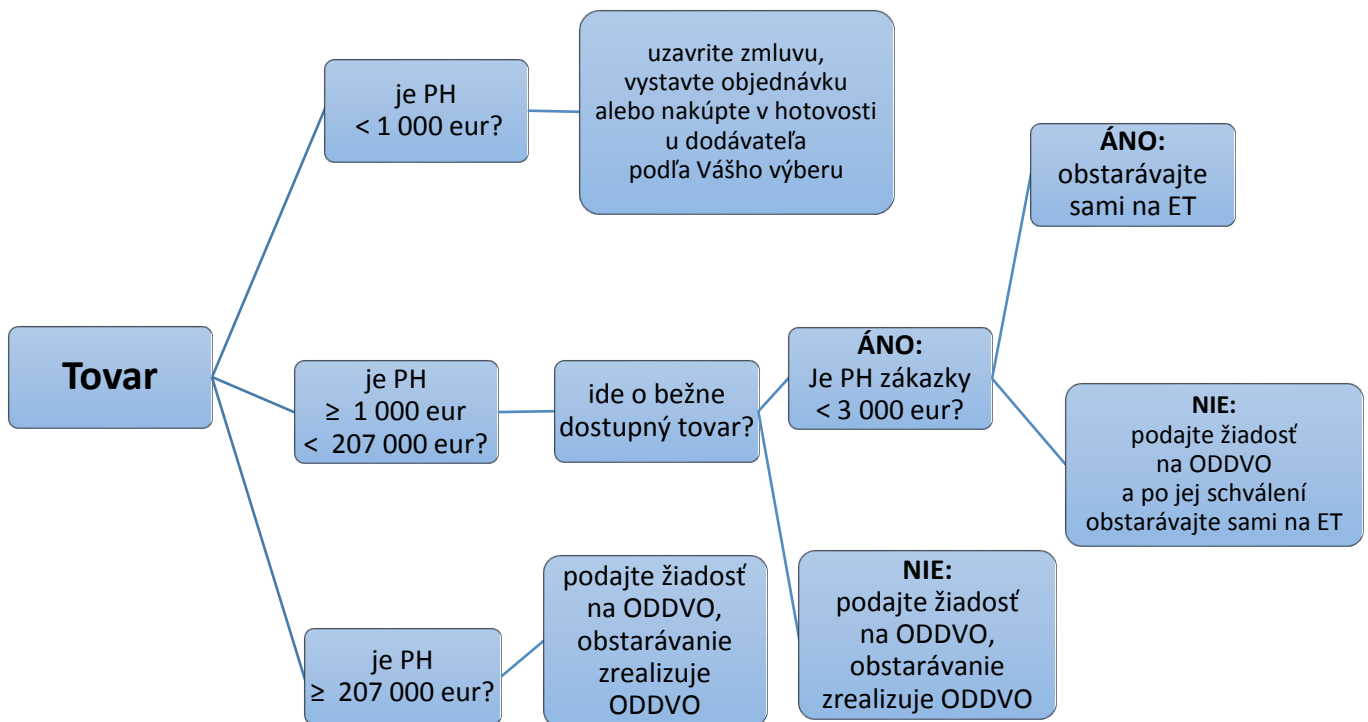 Tovar
je PH
< 1 000 eur?
uzavrite zmluvu,
vystavte objednávku
alebo nakúpte v hotovosti
u dodávateľa
podľa Vášho výberu
je PH
≥ 1 000 eur
< 207 000 eur?
ide o bežne
dostupný tovar?
ÁNO:
Je PH zákazky
< 3 000 eur?
ÁNO:
obstarávajte
sami na ET
NIE:
podajte žiadosť
na ODDVO
a po jej schválení
obstarávajte sami na ET
NIE:
podajte žiadosť
na ODDVO,
obstarávanie
zrealizuje ODDVO
je PH
≥ 207 000 eur?
podajte žiadosť
na ODDVO,
obstarávanie
zrealizuje
ODDVO